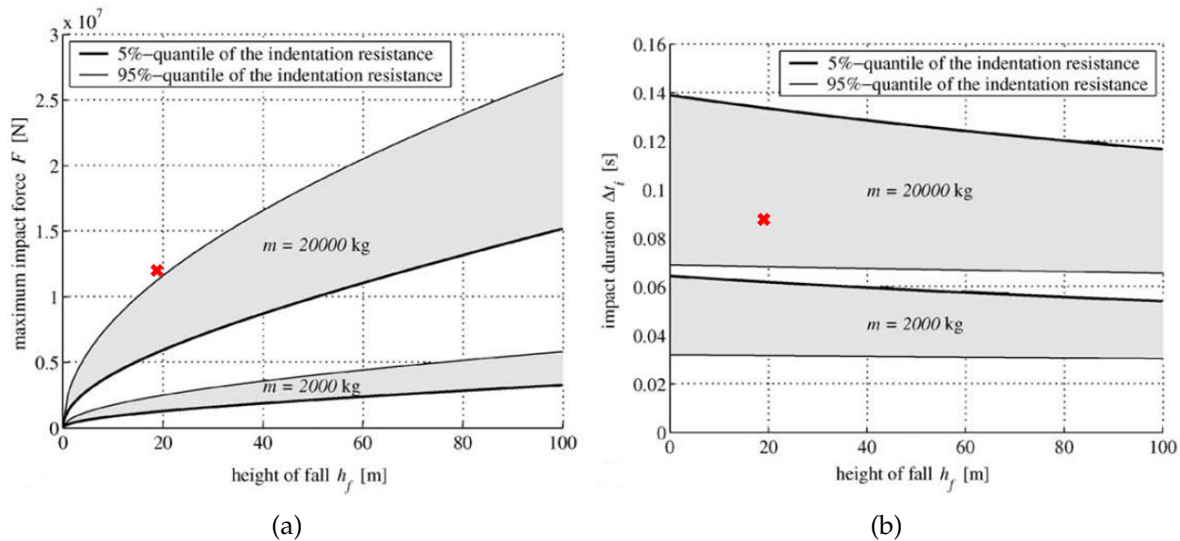 x 10⁷
maximum impact force F [N]
3
2.5
2
1.5
1
0.5
0
5%−quantile of the indentation resistance
95%−quantile of the indentation resistance
m = 20000 kg
m = 2000 kg
0 20 40 60 80 100
height of fall h_f [m]
(a)
impact duration Δt_i [s]
0.16
0.14
0.12
0.1
0.08
0.06
0.04
0.02
0
5%−quantile of the indentation resistance
95%−quantile of the indentation resistance
m = 20000 kg
m = 2000 kg
0 20 40 60 80 100
height of fall h_f [m]
(b)